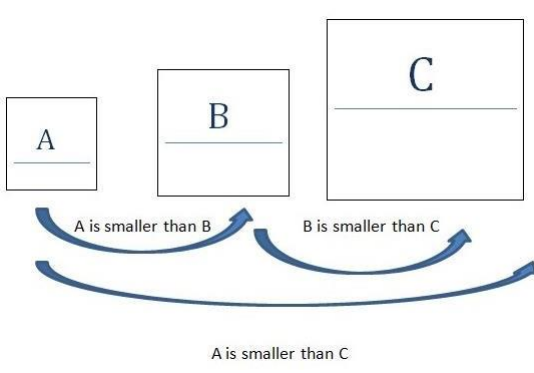 A
B
C
A is smaller than B
B is smaller than C
A is smaller than C